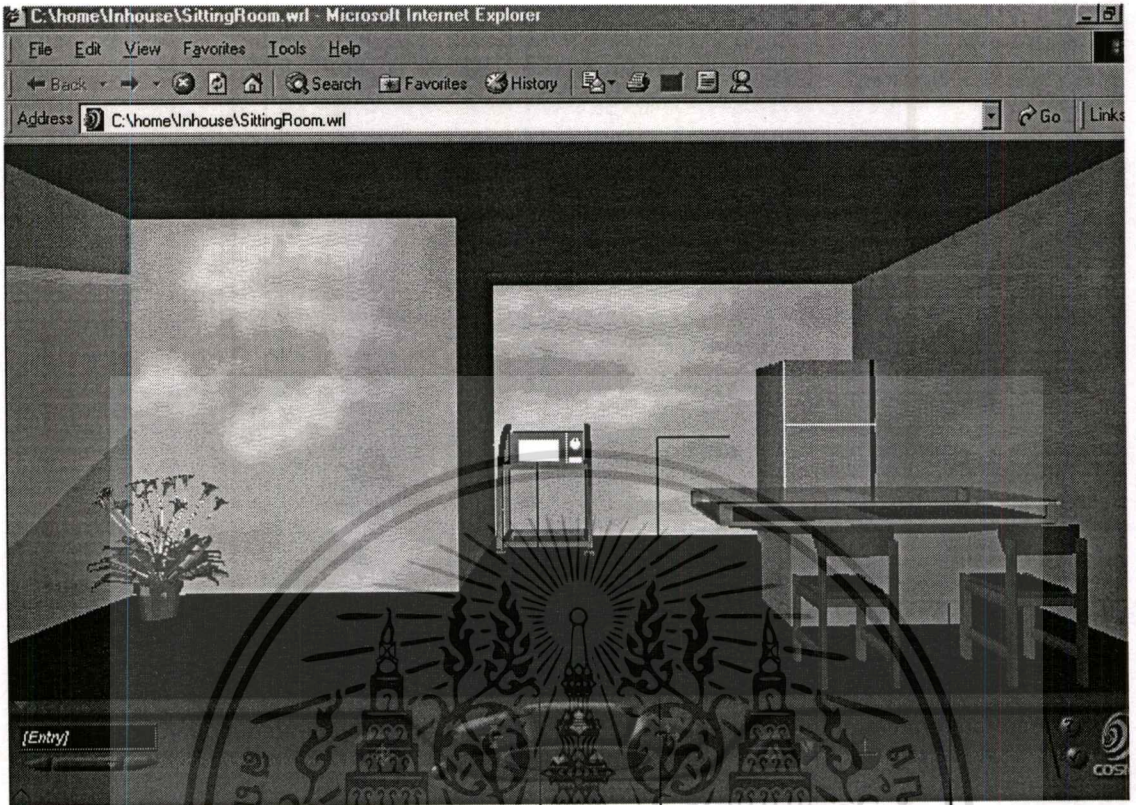 C:\home\Inhouse\SittingRoom.wrl - Microsoft Internet Explorer
File Edit View Favorites Tools Help
Back Search Favorites History
Address C:\home\Inhouse\SittingRoom.wrl Go Links
[Entry]